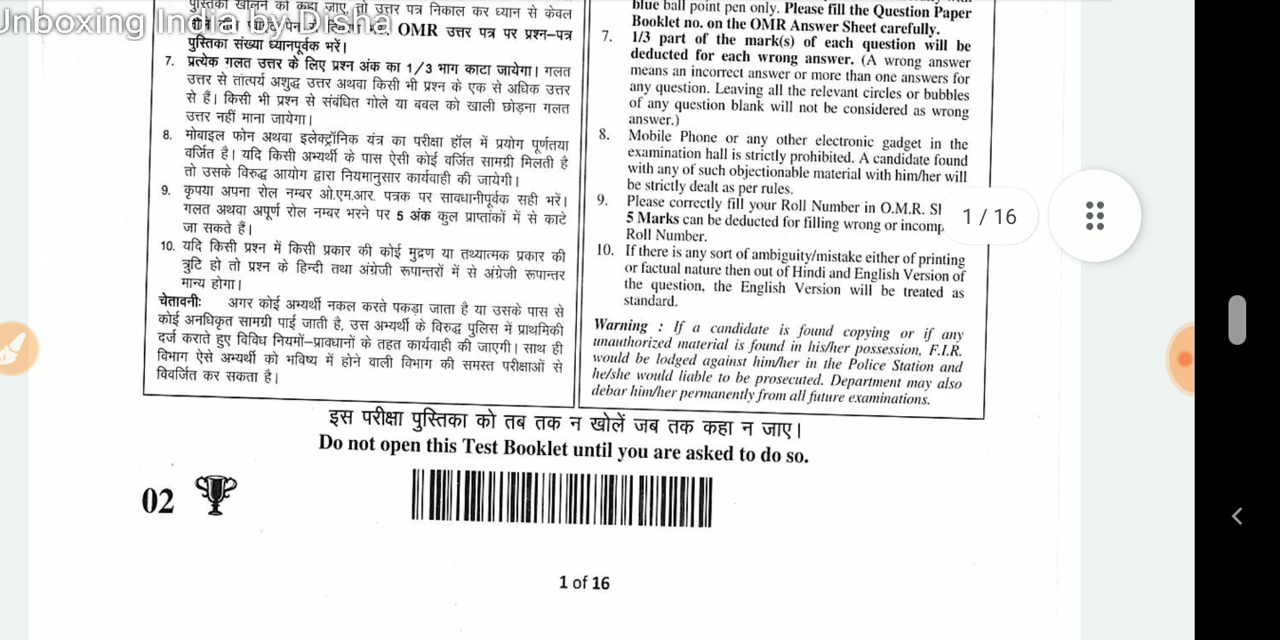 पुस्तिका खोलने को कहा जाए, तो उत्तर पत्र निकाल कर ध्यान से केवल
Unboxing India by Disha
OMR उत्तर पत्र पर प्रश्न–पत्र
पुस्तिका संख्या ध्यानपूर्वक भरें।
7. प्रत्येक गलत उत्तर के लिए प्रश्न अंक का 1/3 भाग काटा जायेगा। गलत
उत्तर से तांत्पर्य अशुद्ध उत्तर अथवा किसी भी प्रश्न के एक से अधिक उत्तर
से हैं। किसी भी प्रश्न से संबंधित गोले या बबल को खाली छोड़ना गलत
उत्तर नहीं माना जायेगा।
8. मोबाइल फोन अथवा इलेक्ट्रॉनिक यंत्र का परीक्षा हॉल में प्रयोग पूर्णतया
वर्जित है। यदि किसी अभ्यर्थी के पास ऐसी कोई वर्जित सामग्री मिलती है
तो उसके विरुद्ध आयोग द्वारा नियमानुसार कार्यवाही की जायेगी।
9. कृपया अपना रोल नम्बर ओ.एम.आर. पत्रक पर सावधानीपूर्वक सही भरें।
गलत अथवा अपूर्ण रोल नम्बर भरने पर 5 अंक कुल प्राप्तांकों में से काटे
जा सकते हैं।
10. यदि किसी प्रश्न में किसी प्रकार की कोई मुद्रण या तथ्यात्मक प्रकार की
त्रुटि हो तो प्रश्न के हिन्दी तथा अंग्रेजी रूपान्तरों में से अंग्रेजी रूपान्तर
मान्य होगा।
चेतावनीः अगर कोई अभ्यर्थी नकल करते पकड़ा जाता है या उसके पास से
कोई अनधिकृत सामग्री पाई जाती है, उस अभ्यर्थी के विरुद्ध पुलिस में प्राथमिकी
दर्ज कराते हुए विविध नियमों–प्रावधानों के तहत कार्यवाही की जाएगी। साथ ही
विभाग ऐसे अभ्यर्थी को भविष्य में होने वाली विभाग की समस्त परीक्षाओं से
विवर्जित कर सकता है।
blue ball point pen only. Please fill the Question Paper
Booklet no. on the OMR Answer Sheet carefully.
7. 1/3 part of the mark(s) of each question will be
deducted for each wrong answer. (A wrong answer
means an incorrect answer or more than one answers for
any question. Leaving all the relevant circles or bubbles
of any question blank will not be considered as wrong
answer.)
8. Mobile Phone or any other electronic gadget in the
examination hall is strictly prohibited. A candidate found
with any of such objectionable material with him/her will
be strictly dealt as per rules.
9. Please correctly fill your Roll Number in O.M.R.
5 Marks can be deducted for filling wrong or
Roll Number.
10. If there is any sort of ambiguity/mistake either of printing
or factual nature then out of Hindi and English Version of
the question, the English Version will be treated as
standard.
Warning : If a candidate is found copying or if any
unauthorized material is found in his/her possession, F.I.R.
would be lodged against him/her in the Police Station and
he/she would liable to be prosecuted. Department may also
debar him/her permanently from all future examinations.
1 / 16
इस परीक्षा पुस्तिका को तब तक न खोलें जब तक कहा न जाए।
Do not open this Test Booklet until you are asked to do so.
02
1 of 16